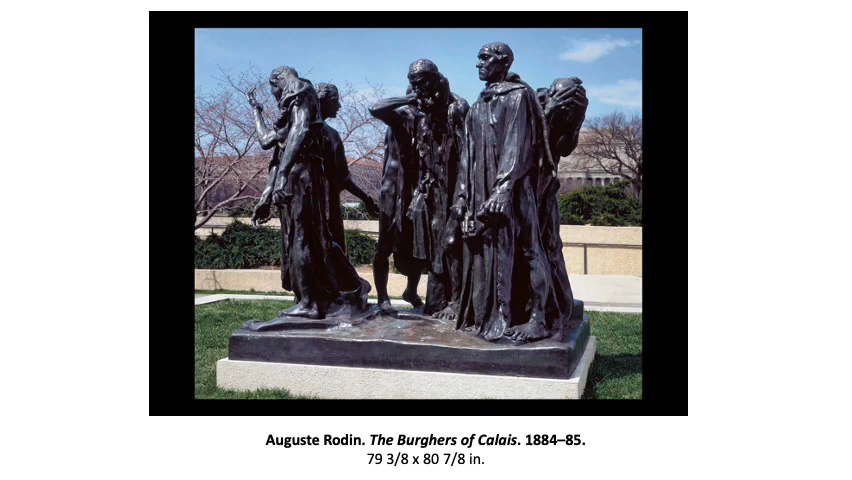 Auguste Rodin. The Burghers of Calais. 1884–85.
79 3/8 x 80 7/8 in.